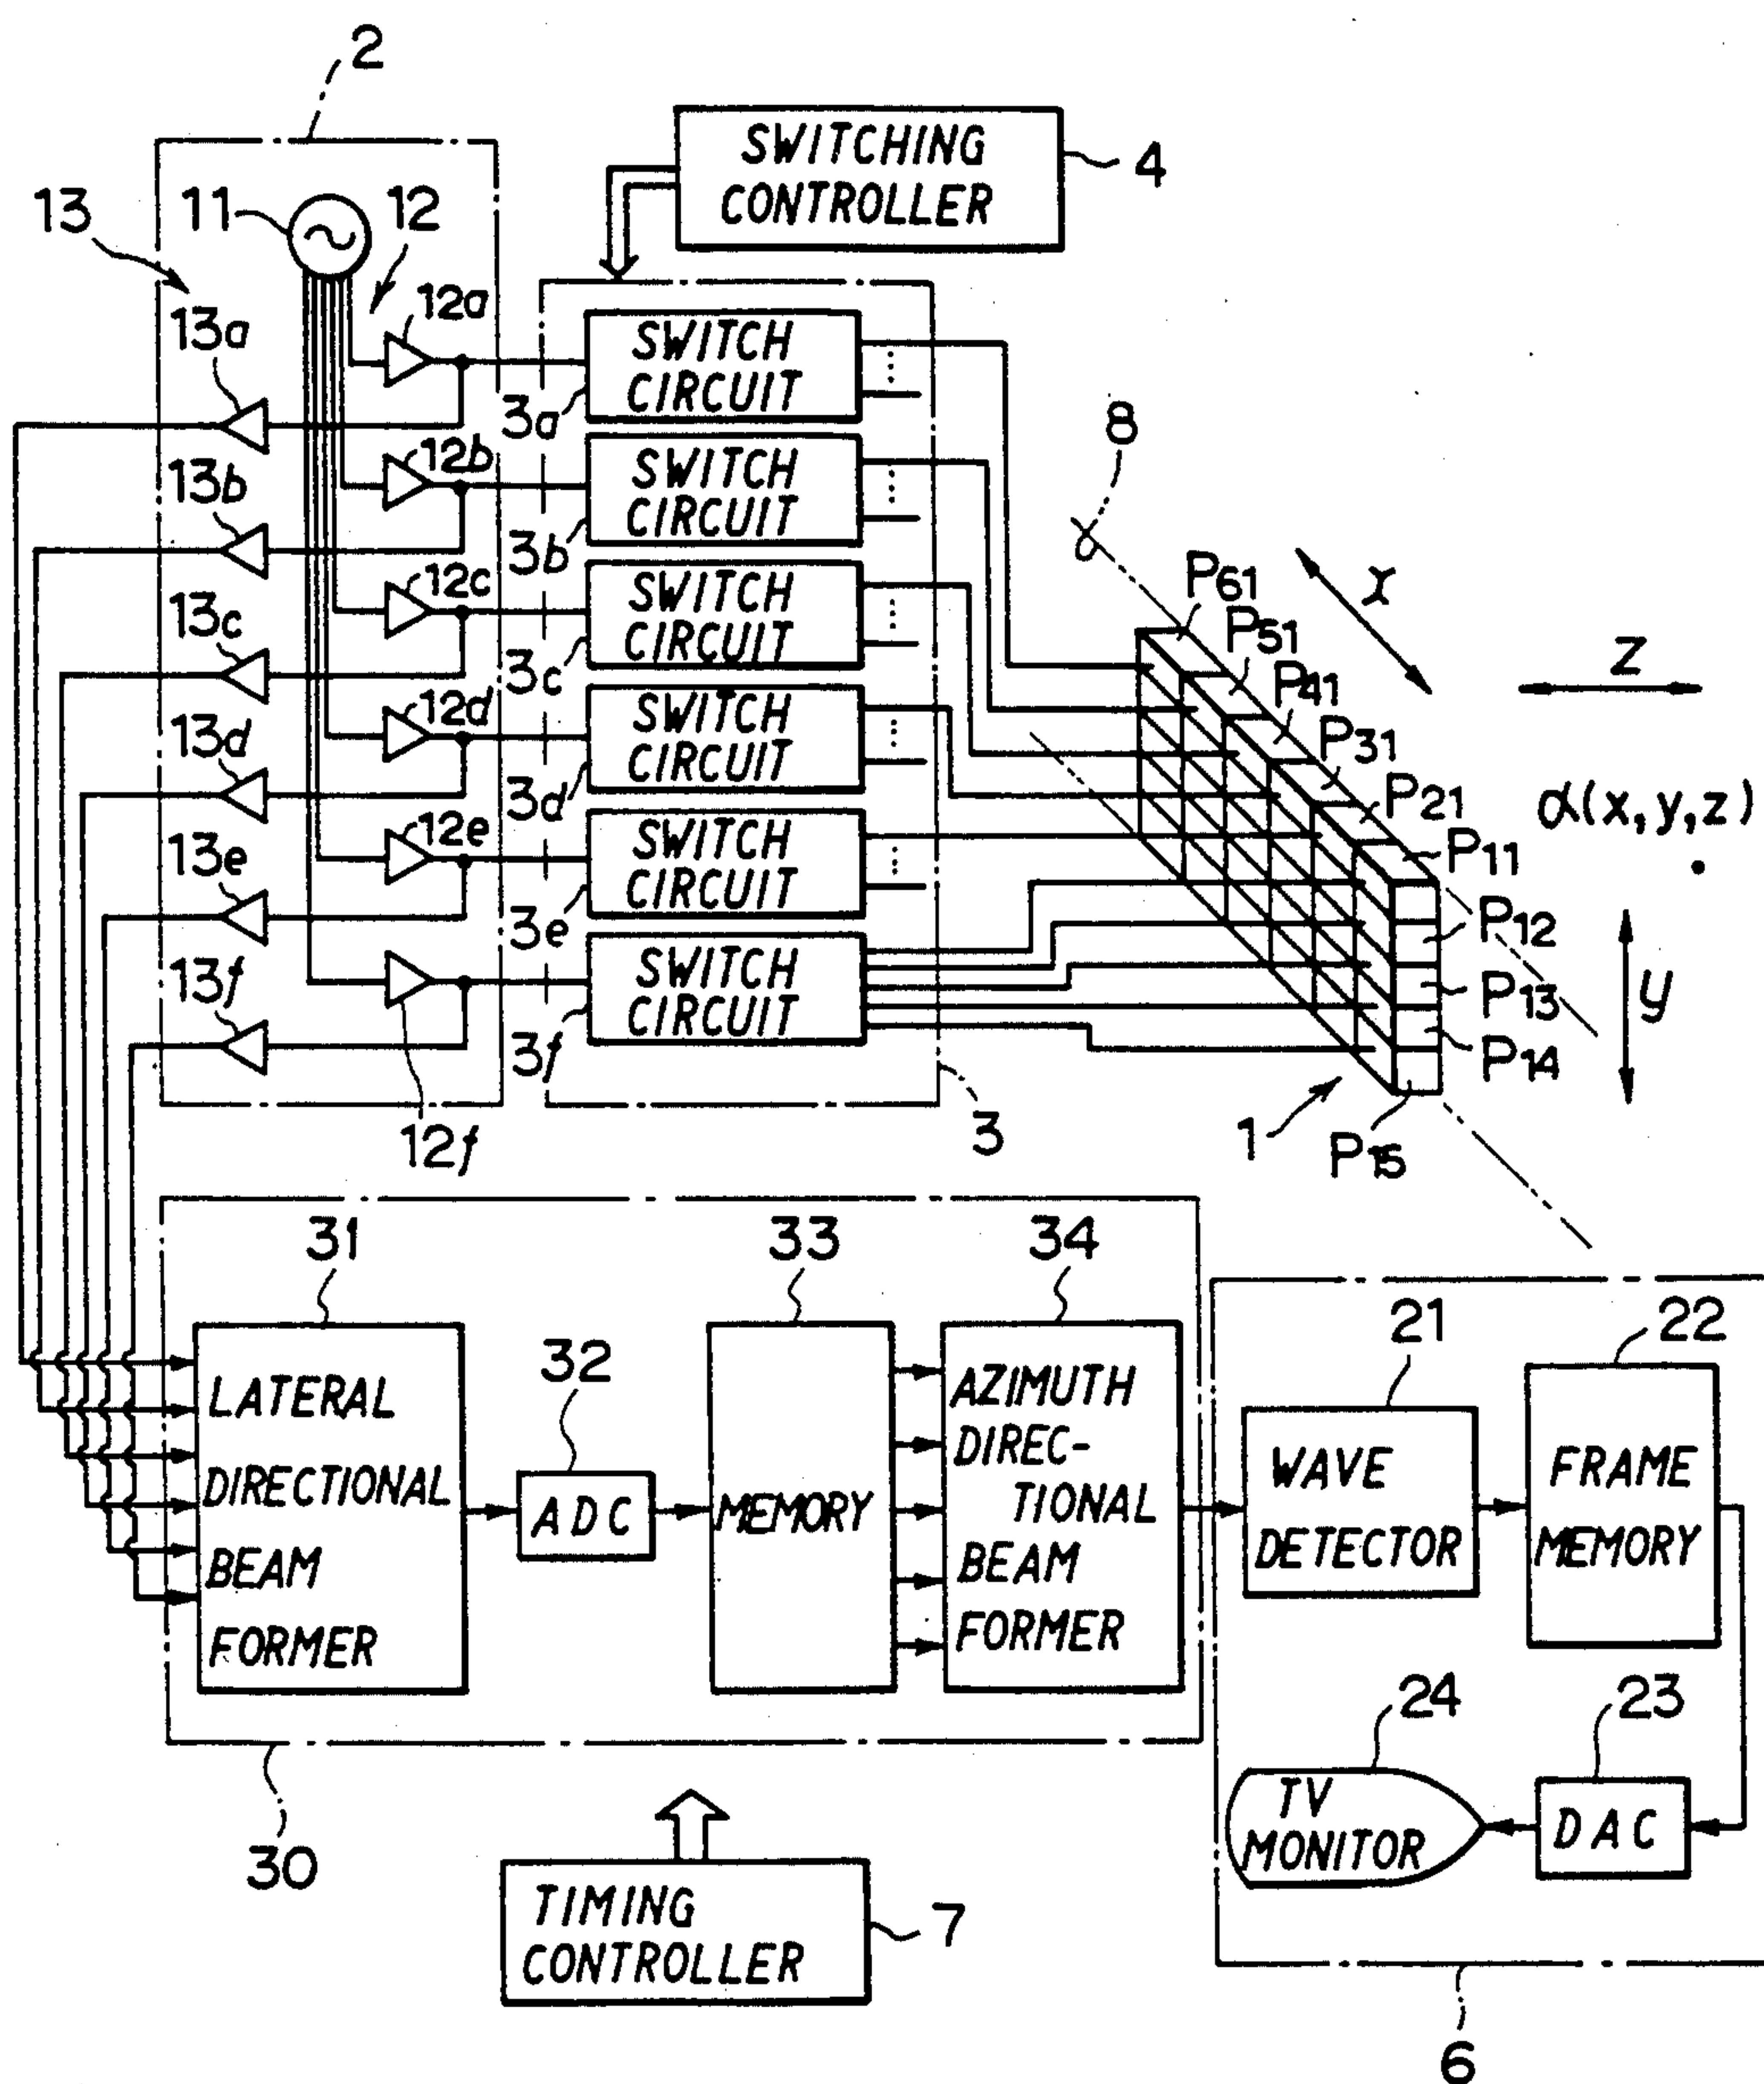 2
SWITCHING
CONTROLLER
4
13
11
12
12a
13a
SWITCH
CIRCUIT
3a
8
12b
13b
SWITCH
CIRCUIT
3b
12c
13c
SWITCH
CIRCUIT
3c
12d
13d
SWITCH
CIRCUIT
3d
12e
13e
SWITCH
CIRCUIT
3e
13f
SWITCH
CIRCUIT
3f
12f
3
P61
P51
P41
P31
P21
P11
P12
P13
P14
P15
x
z
α(x, y, z)
y
1
31
33
34
32
LATERAL
DIRECTIONAL
BEAM
FORMER
ADC
MEMORY
AZIMUTH
DIREC-
TIONAL
BEAM
FORMER
21
22
WAVE
DETECTOR
FRAME
MEMORY
24
23
TV
MONITOR
DAC
30
TIMING
CONTROLLER
7
6